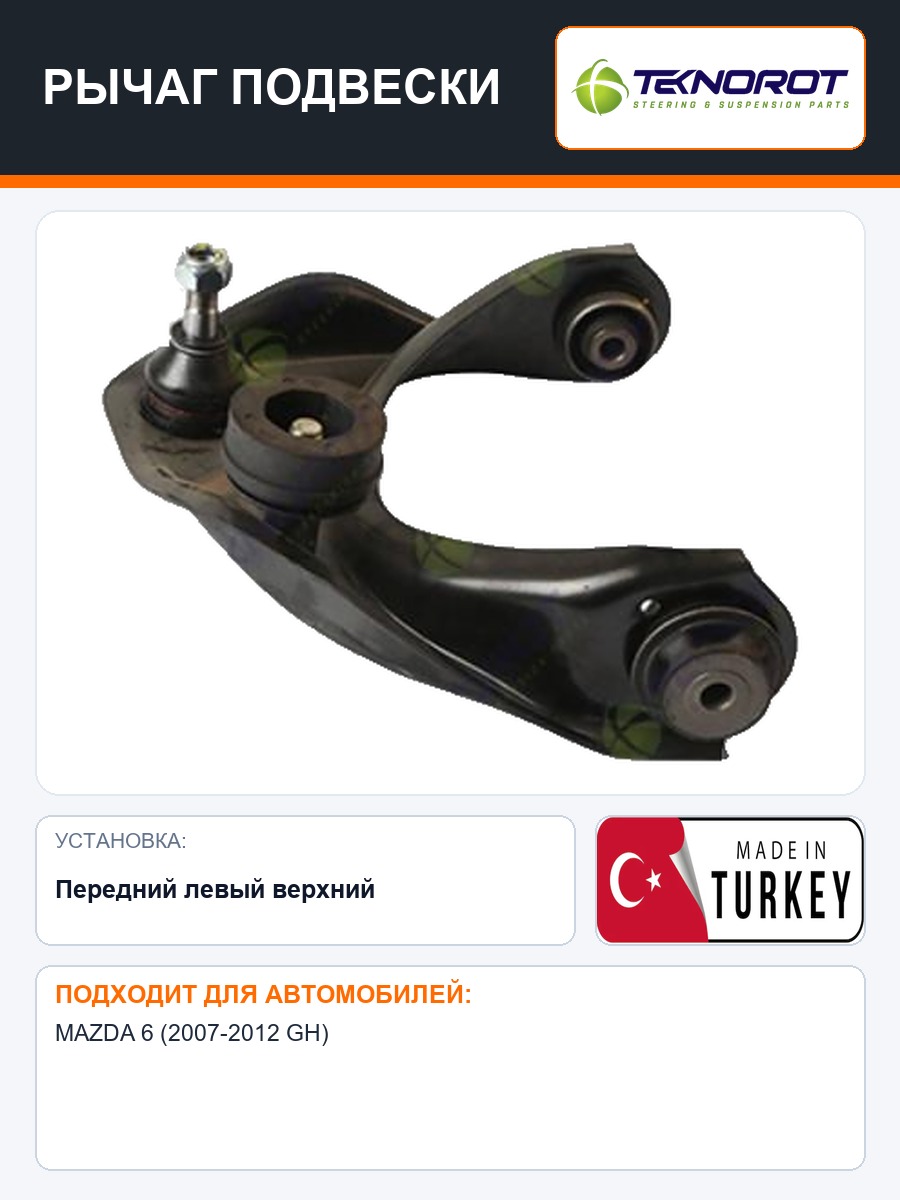 РЫЧАГ ПОДВЕСКИ
TEKNOROT
STEERING & SUSPENSION PARTS
УСТАНОВКА:
Передний левый верхний
MADE IN
TURKEY
ПОДХОДИТ ДЛЯ АВТОМОБИЛЕЙ:
MAZDA 6 (2007-2012 GH)